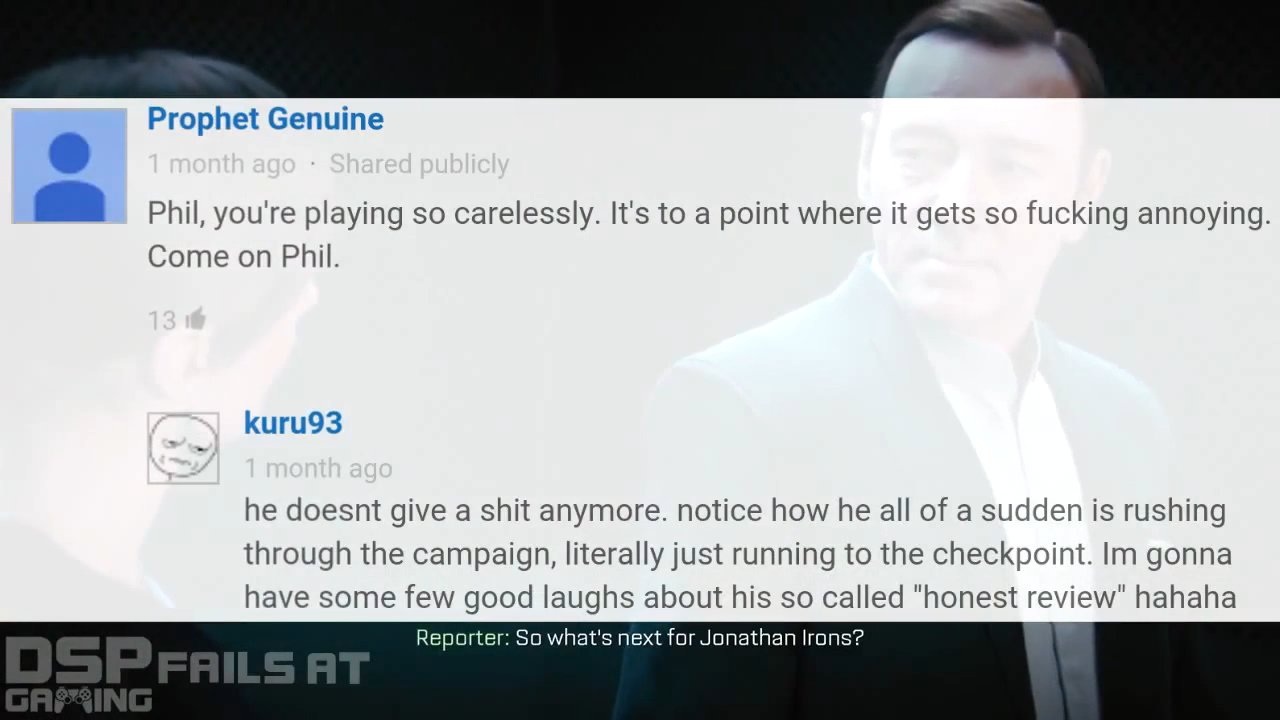 Prophet Genuine
1 month ago · Shared publicly
Phil, you're playing so carelessly. It's to a point where it gets so fucking annoying.
Come on Phil.
13
kuru93
1 month ago
he doesnt give a shit anymore. notice how he all of a sudden is rushing
through the campaign, literally just running to the checkpoint. Im gonna
have some few good laughs about his so called "honest review" hahaha
Reporter: So what's next for Jonathan Irons?
DSP FAILS AT
GAMING